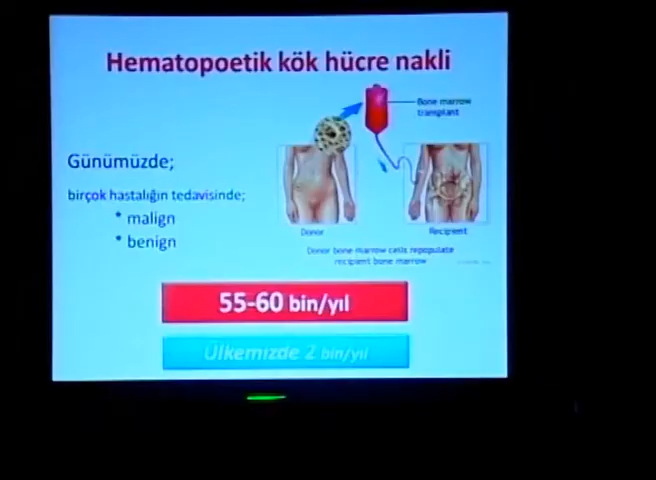 Hematopoetik kök hücre nakli
Bone marrow
transplant
Günümüzde;
birçok hastalığın tedavisinde;
* malign
* benign
Donor
Recipient
Donor bone marrow cells repopulate
recipient bone marrow
55-60 bin/yıl
Ülkemizde 2 bin/yıl